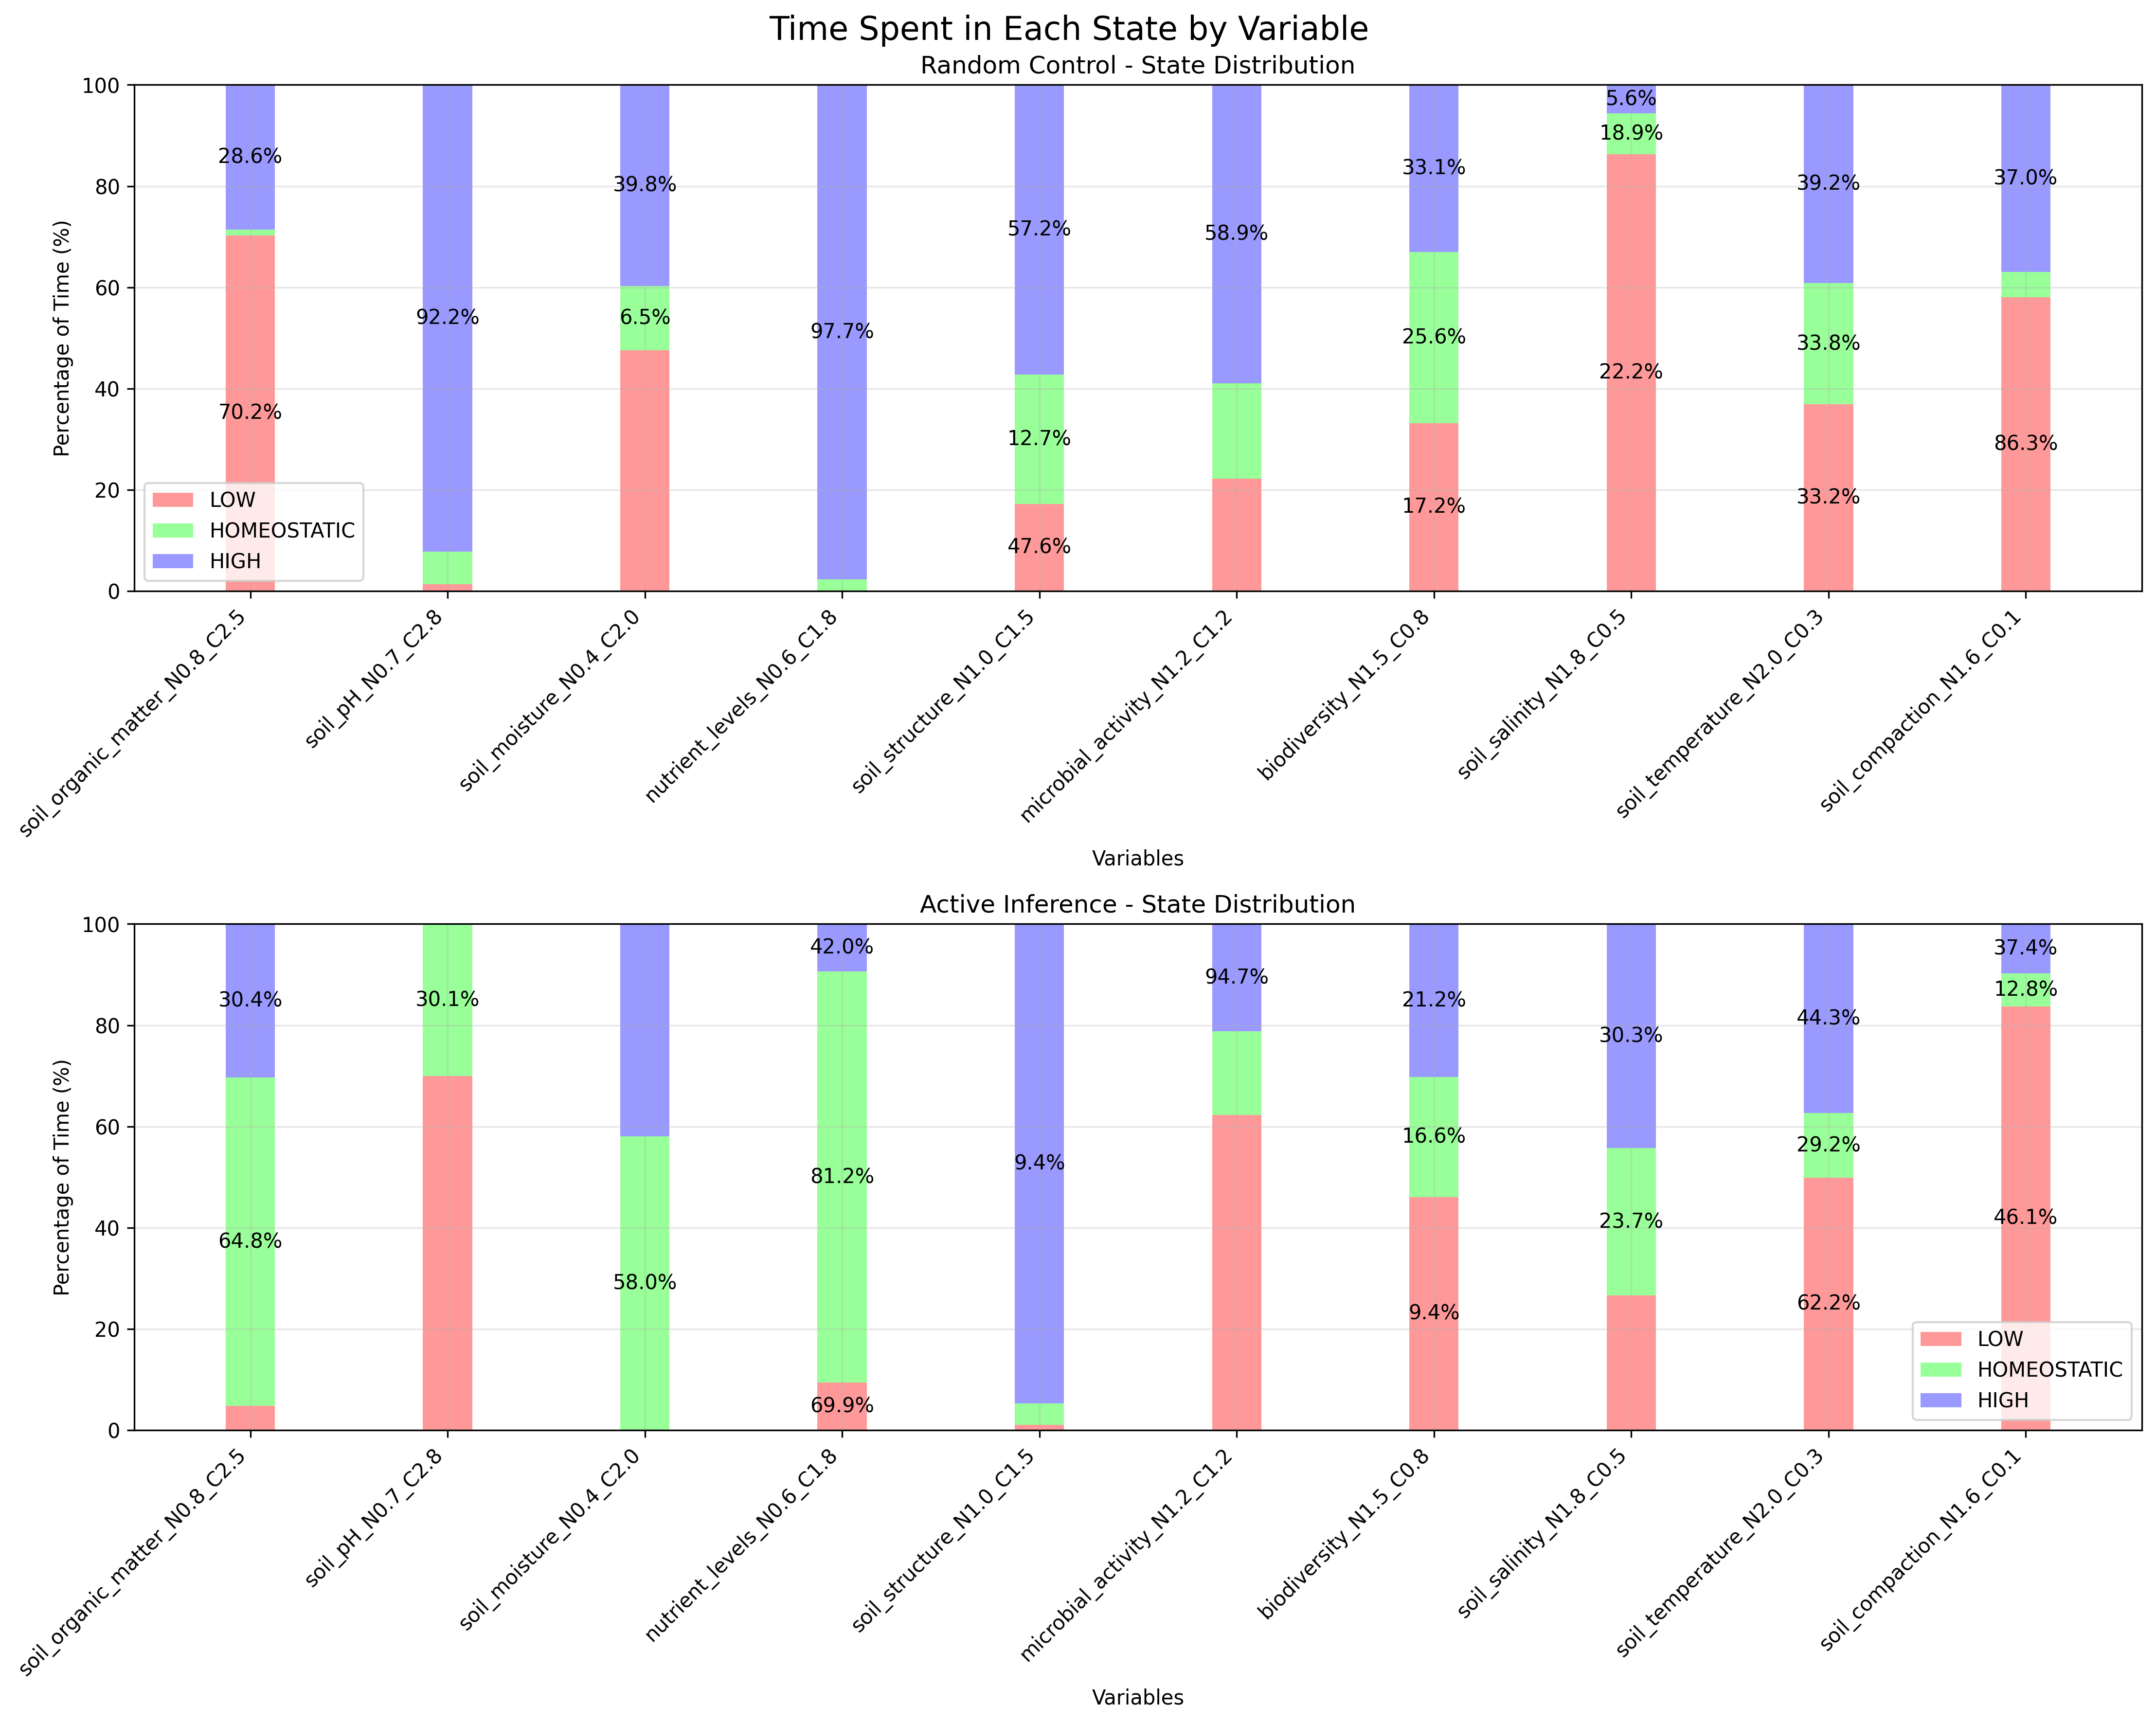 Time Spent in Each State by Variable
Random Control - State Distribution
Percentage of Time (%)
100
80
60
40
20
0
28.6%
70.2%
92.2%
39.8%
6.5%
97.7%
57.2%
12.7%
47.6%
58.9%
33.1%
25.6%
17.2%
5.6%
18.9%
22.2%
39.2%
33.8%
33.2%
37.0%
86.3%
LOW
HOMEOSTATIC
HIGH
soil_organic_matter_N0.8_C2.5
soil_pH_N0.7_C2.8
soil_moisture_N0.4_C2.0
nutrient_levels_N0.6_C1.8
soil_structure_N1.0_C1.5
microbial_activity_N1.2_C1.2
biodiversity_N1.5_C0.8
soil_salinity_N1.8_C0.5
soil_temperature_N2.0_C0.3
soil_compaction_N1.6_C0.1
Variables
Active Inference - State Distribution
Percentage of Time (%)
100
80
60
40
20
0
30.4%
64.8%
30.1%
58.0%
42.0%
81.2%
69.9%
9.4%
94.7%
21.2%
16.6%
9.4%
30.3%
23.7%
44.3%
29.2%
62.2%
37.4%
12.8%
46.1%
LOW
HOMEOSTATIC
HIGH
soil_organic_matter_N0.8_C2.5
soil_pH_N0.7_C2.8
soil_moisture_N0.4_C2.0
nutrient_levels_N0.6_C1.8
soil_structure_N1.0_C1.5
microbial_activity_N1.2_C1.2
biodiversity_N1.5_C0.8
soil_salinity_N1.8_C0.5
soil_temperature_N2.0_C0.3
soil_compaction_N1.6_C0.1
Variables